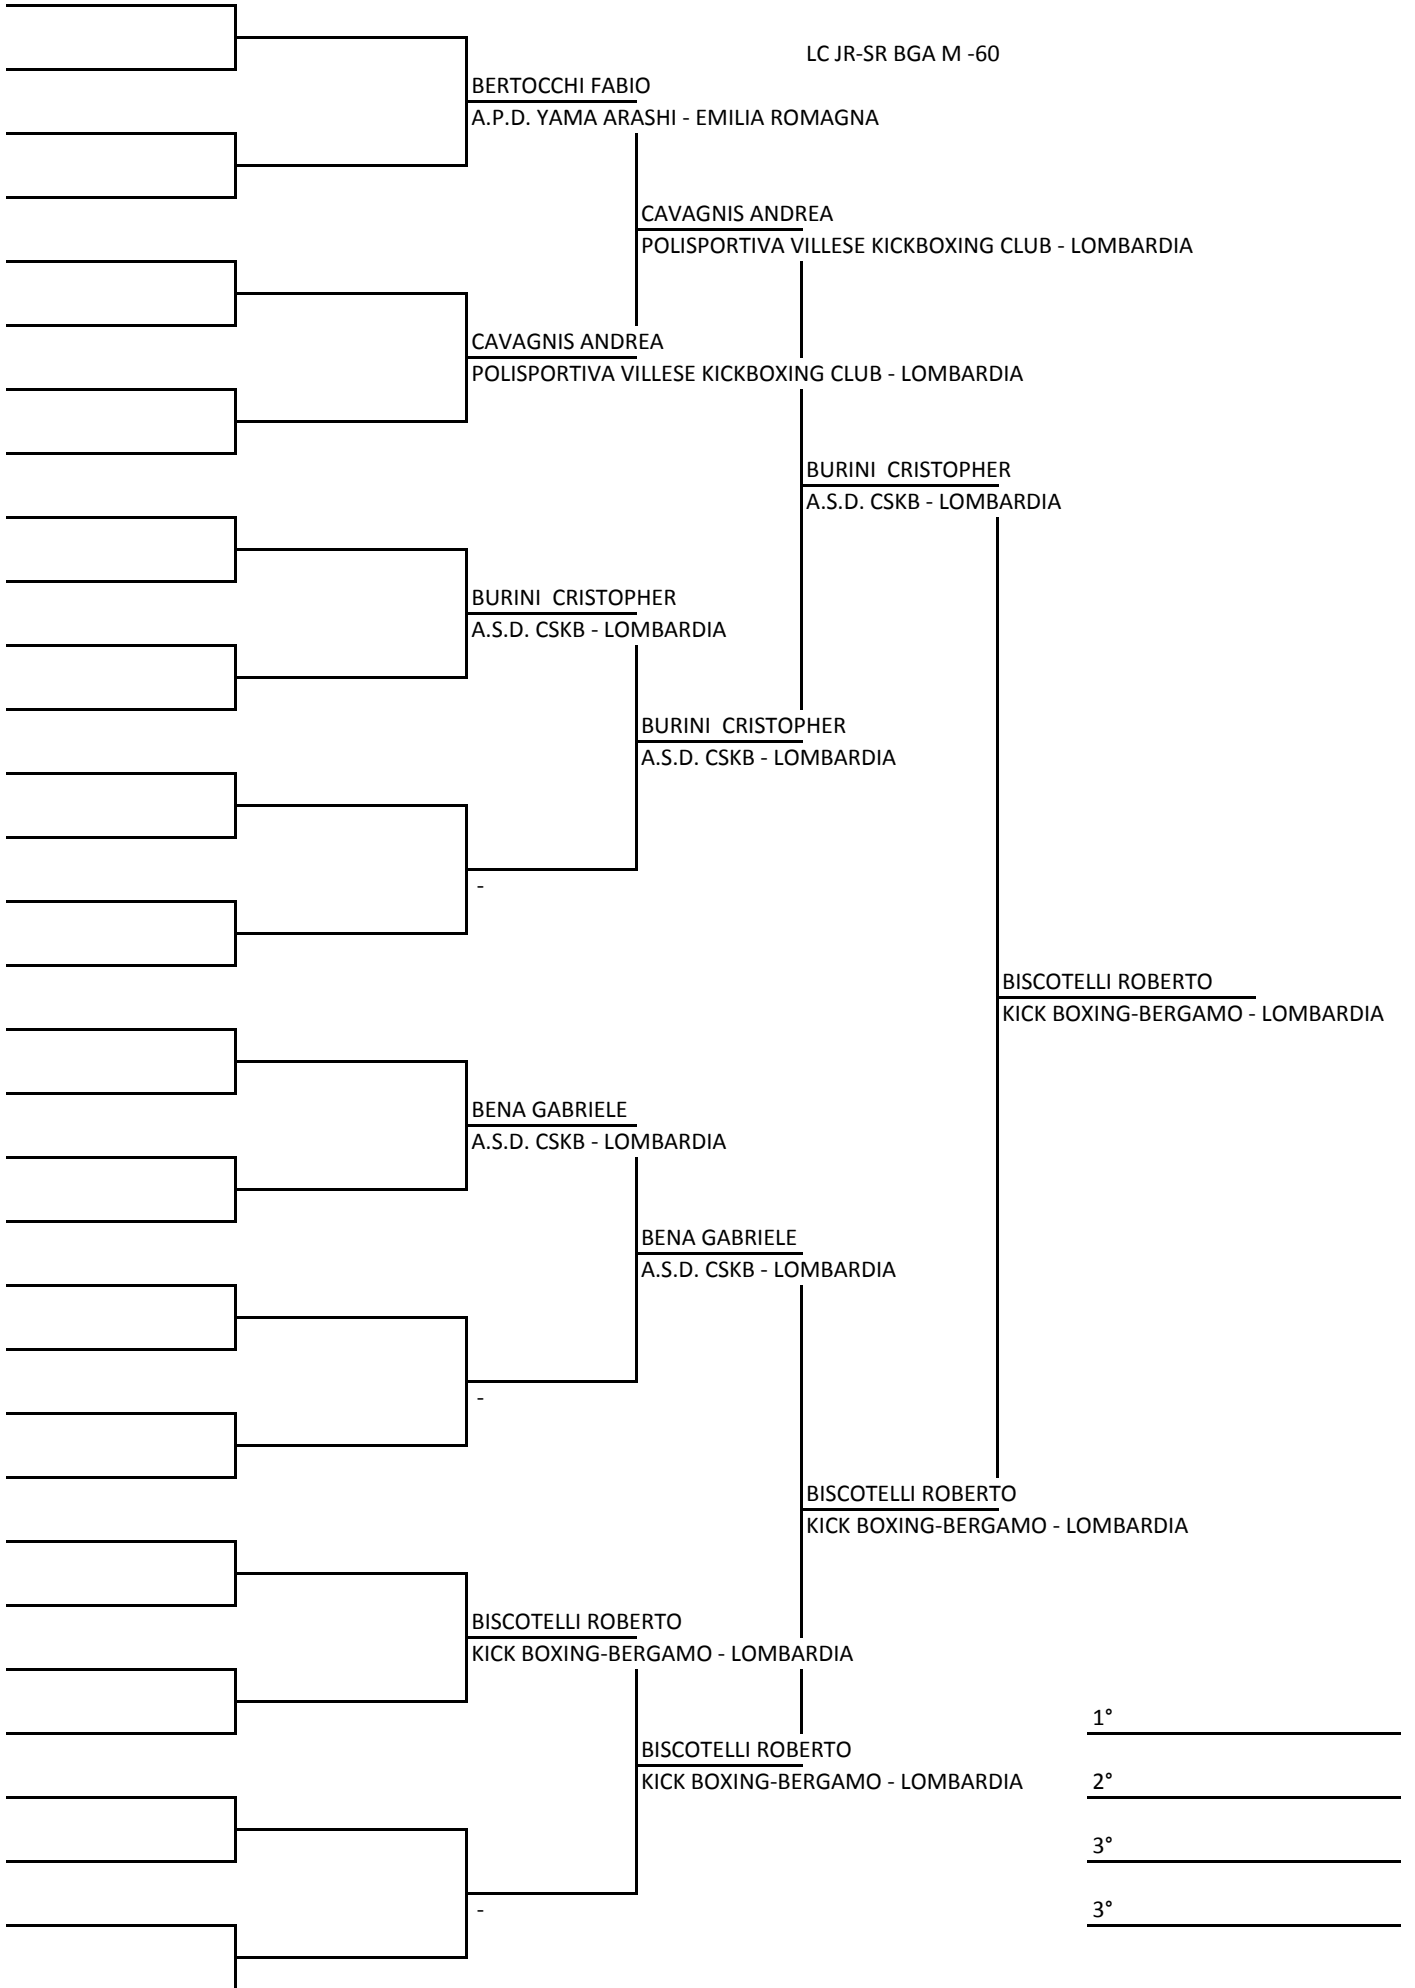 LC JR-SR BGA M -60
BERTOCCHI FABIO
A.P.D. YAMA ARASHI - EMILIA ROMAGNA
CAVAGNIS ANDREA
POLISPORTIVA VILLESE KICKBOXING CLUB - LOMBARDIA
CAVAGNIS ANDREA
POLISPORTIVA VILLESE KICKBOXING CLUB - LOMBARDIA
BURINI  CRISTOPHER
A.S.D. CSKB - LOMBARDIA
BURINI  CRISTOPHER
A.S.D. CSKB - LOMBARDIA
BURINI  CRISTOPHER
A.S.D. CSKB - LOMBARDIA
-
BISCOTELLI ROBERTO
KICK BOXING-BERGAMO - LOMBARDIA
BENA GABRIELE
A.S.D. CSKB - LOMBARDIA
BENA GABRIELE
A.S.D. CSKB - LOMBARDIA
-
BISCOTELLI ROBERTO
KICK BOXING-BERGAMO - LOMBARDIA
BISCOTELLI ROBERTO
KICK BOXING-BERGAMO - LOMBARDIA
1°
BISCOTELLI ROBERTO
KICK BOXING-BERGAMO - LOMBARDIA
2°
3°
-
3°